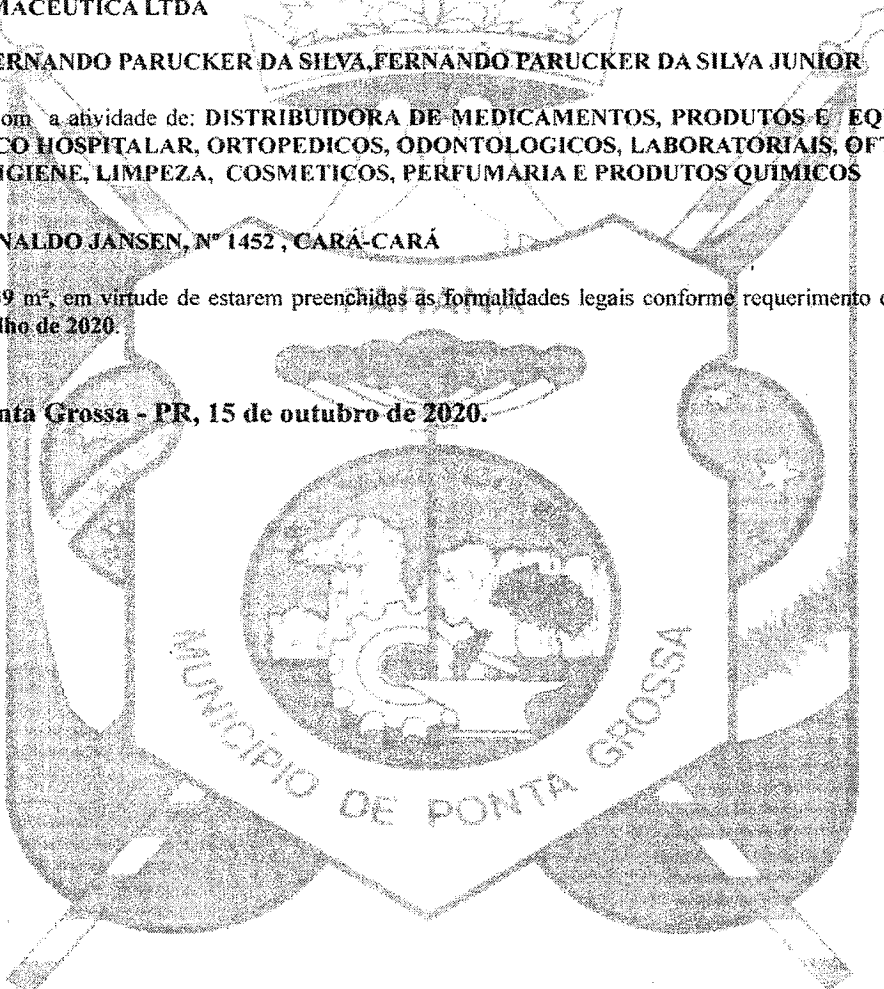 MACEUTICA LTDA
ERNANDO PARUCKER DA SILVA,FERNANDO PARUCKER DA SILVA JUNIOR
om a atividade de: DISTRIBUIDORA DE MEDICAMENTOS, PRODUTOS E EQ
CO HOSPITALAR, ORTOPEDICOS, ODONTOLOGICOS, LABORATORIAIS, OFT
IGIENE, LIMPEZA, COSMETICOS, PERFUMARIA E PRODUTOS QUIMICOS
NALDO JANSEN, Nº 1452 , CARÁ-CARÁ
9 m², em virtude de estarem preenchidas as formalidades legais conforme requerimento
lho de 2020.
nta Grossa - PR, 15 de outubro de 2020.
MUNICÍPIO DE PONTA GROSSA